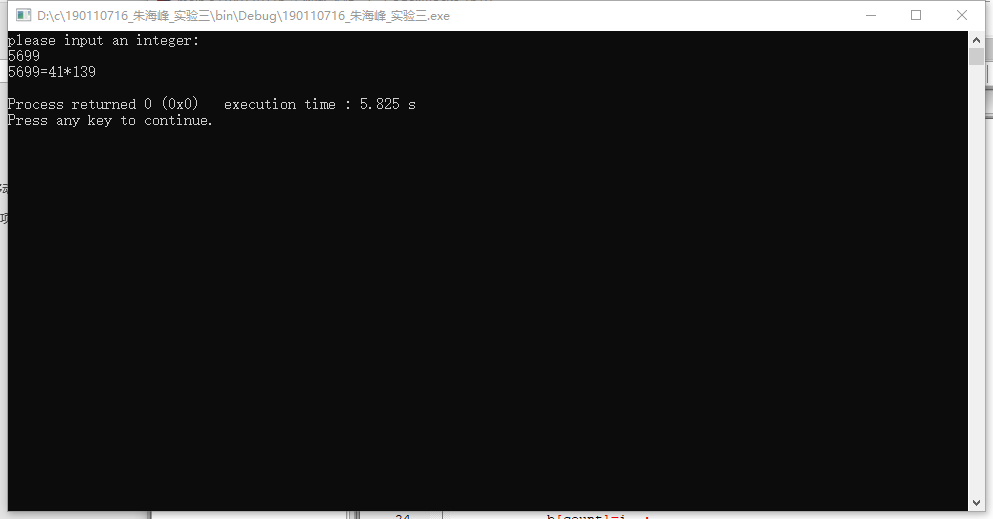 D:\c\190110716_朱海峰_实验三\bin\Debug\190110716_朱海峰_实验三.exe
please input an integer:
5699
5699=41*139
Process returned 0 (0x0)   execution time : 5.825 s
Press any key to continue.